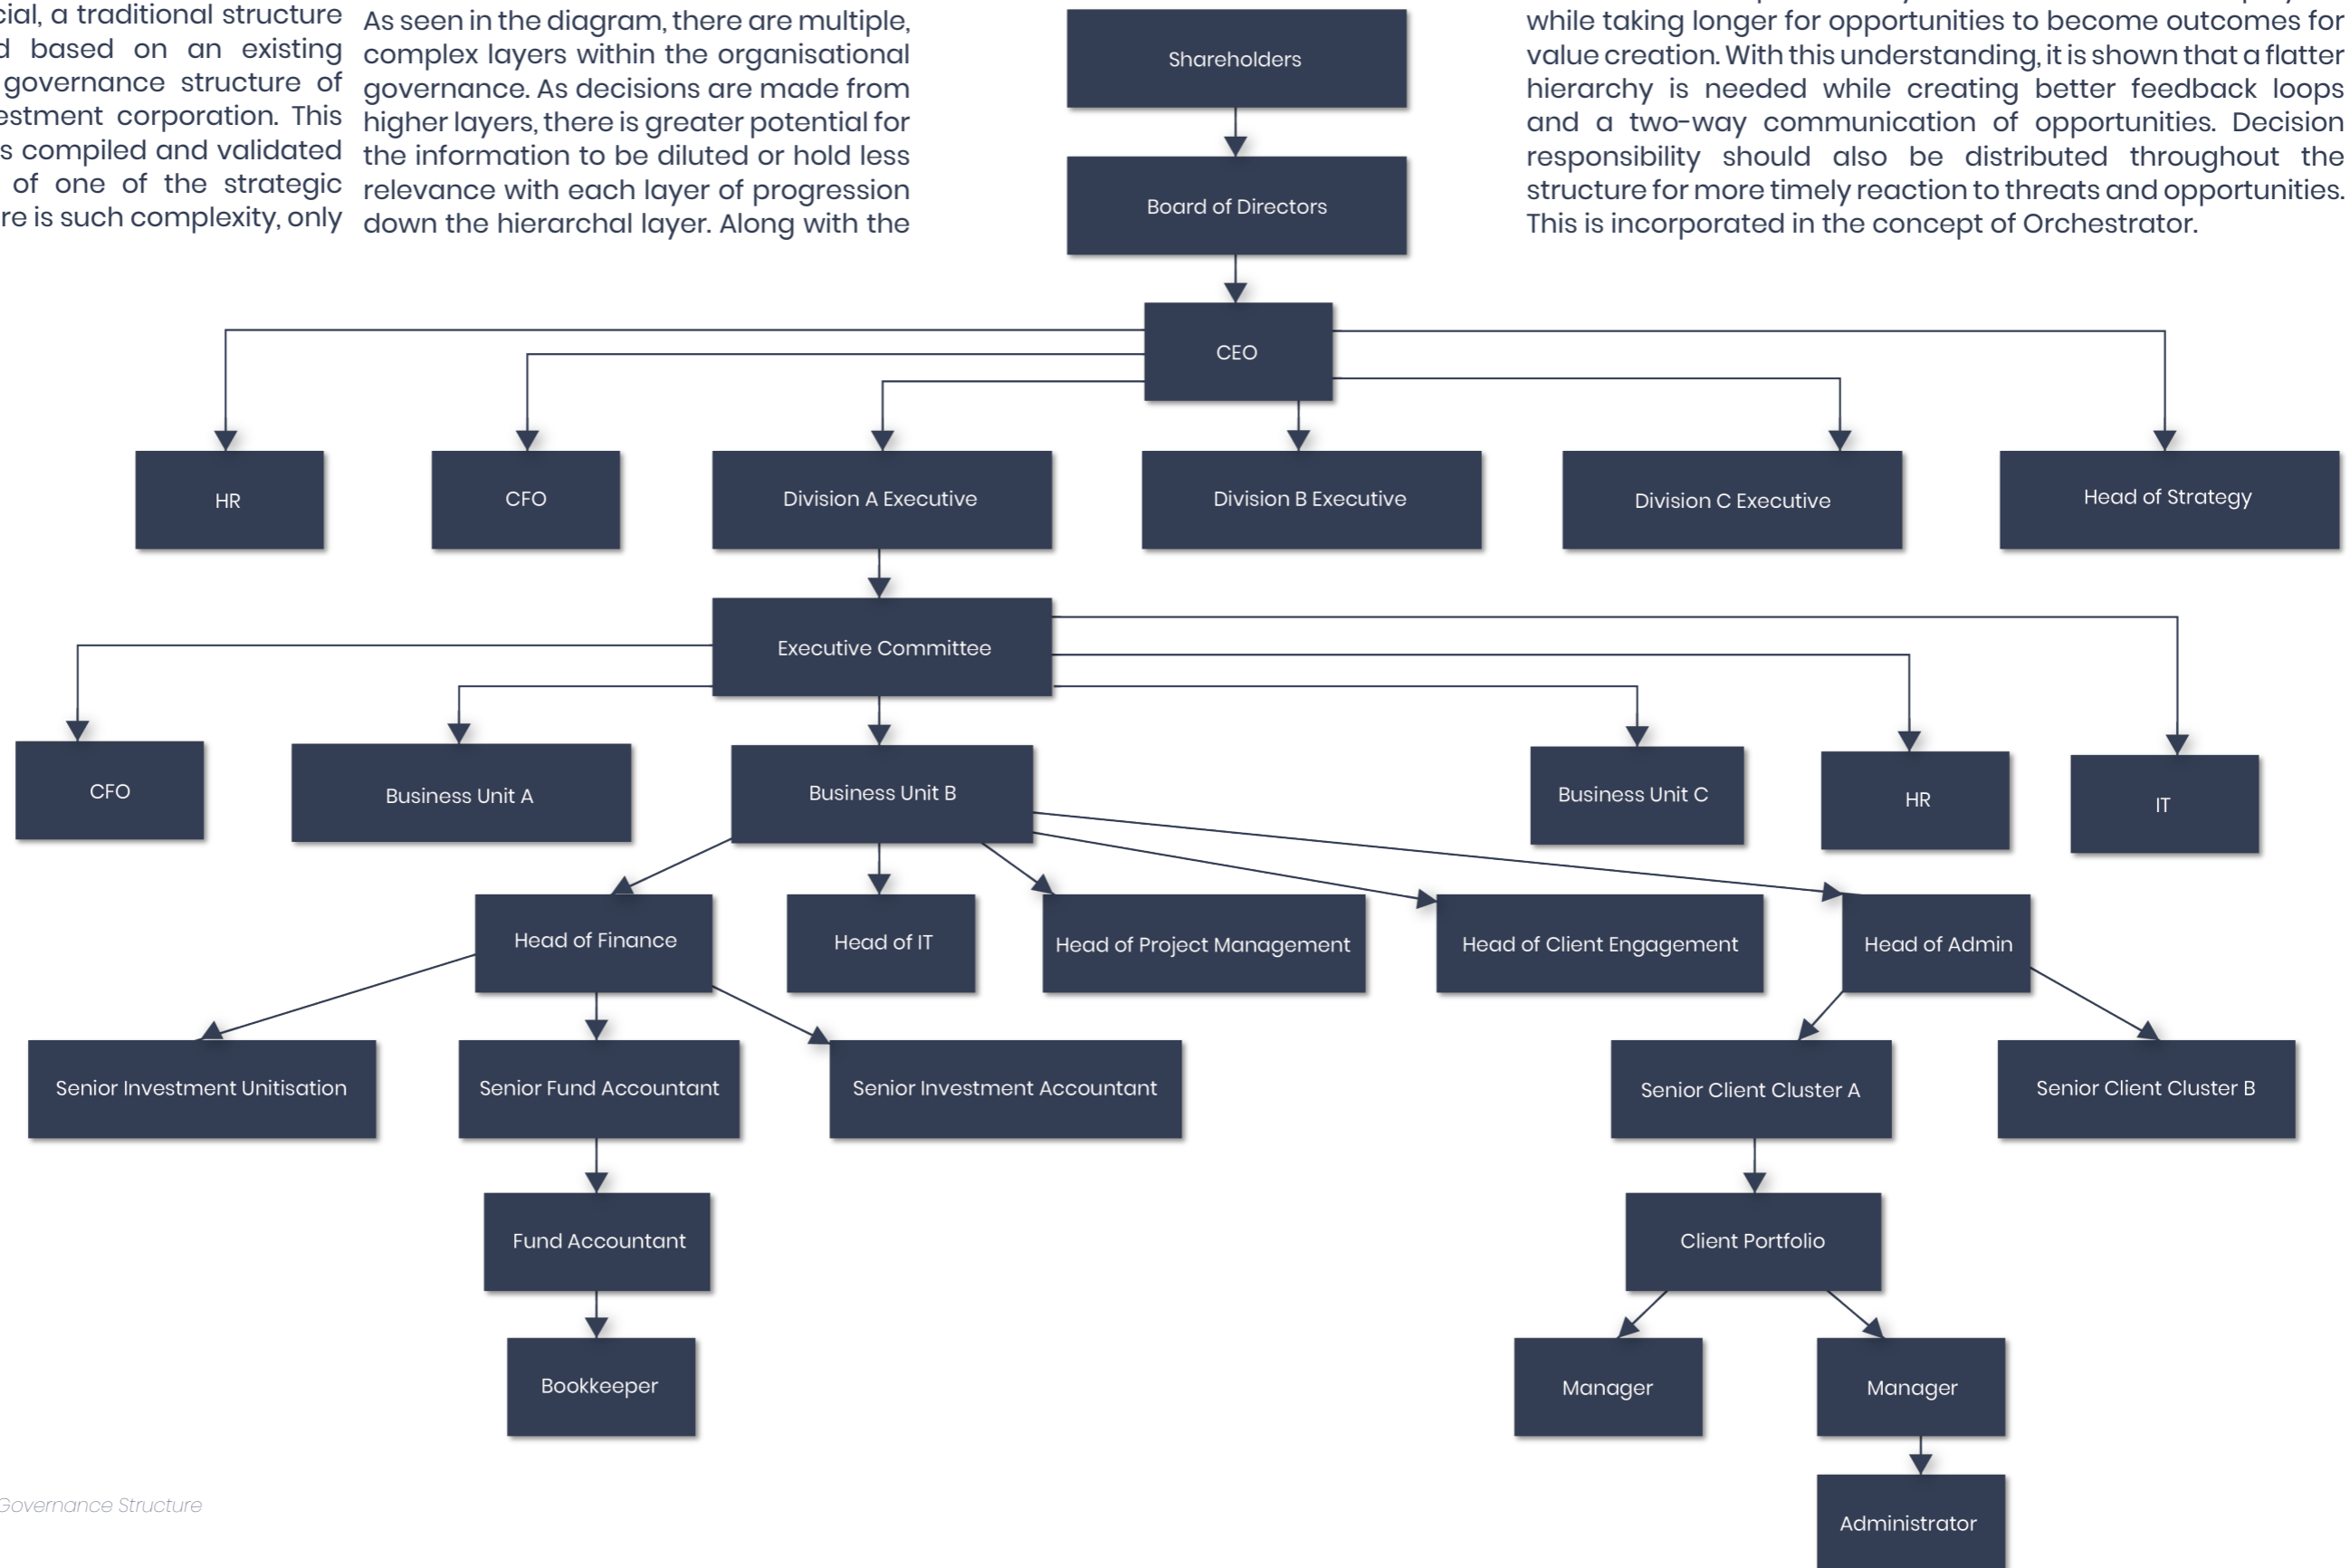 cial, a traditional structure
d based on an existing
governance structure of
estment corporation. This
s compiled and validated
of one of the strategic
re is such complexity, only
As seen in the diagram, there are multiple,
complex layers within the organisational
governance. As decisions are made from
higher layers, there is greater potential for
the information to be diluted or hold less
relevance with each layer of progression
down the hierarchal layer. Along with the
while taking longer for opportunities to become outcomes for
value creation. With this understanding, it is shown that a flatter
hierarchy is needed while creating better feedback loops
and a two-way communication of opportunities. Decision
responsibility should also be distributed throughout the
structure for more timely reaction to threats and opportunities.
This is incorporated in the concept of Orchestrator.
Shareholders
Board of Directors
CEO
HR
CFO
Division A Executive
Division B Executive
Division C Executive
Head of Strategy
Executive Committee
CFO
Business Unit A
Business Unit B
Business Unit C
HR
IT
Head of Finance
Head of IT
Head of Project Management
Head of Client Engagement
Head of Admin
Senior Investment Unitisation
Senior Fund Accountant
Senior Investment Accountant
Senior Client Cluster A
Senior Client Cluster B
Fund Accountant
Client Portfolio
Bookkeeper
Manager
Manager
Administrator
Governance Structure